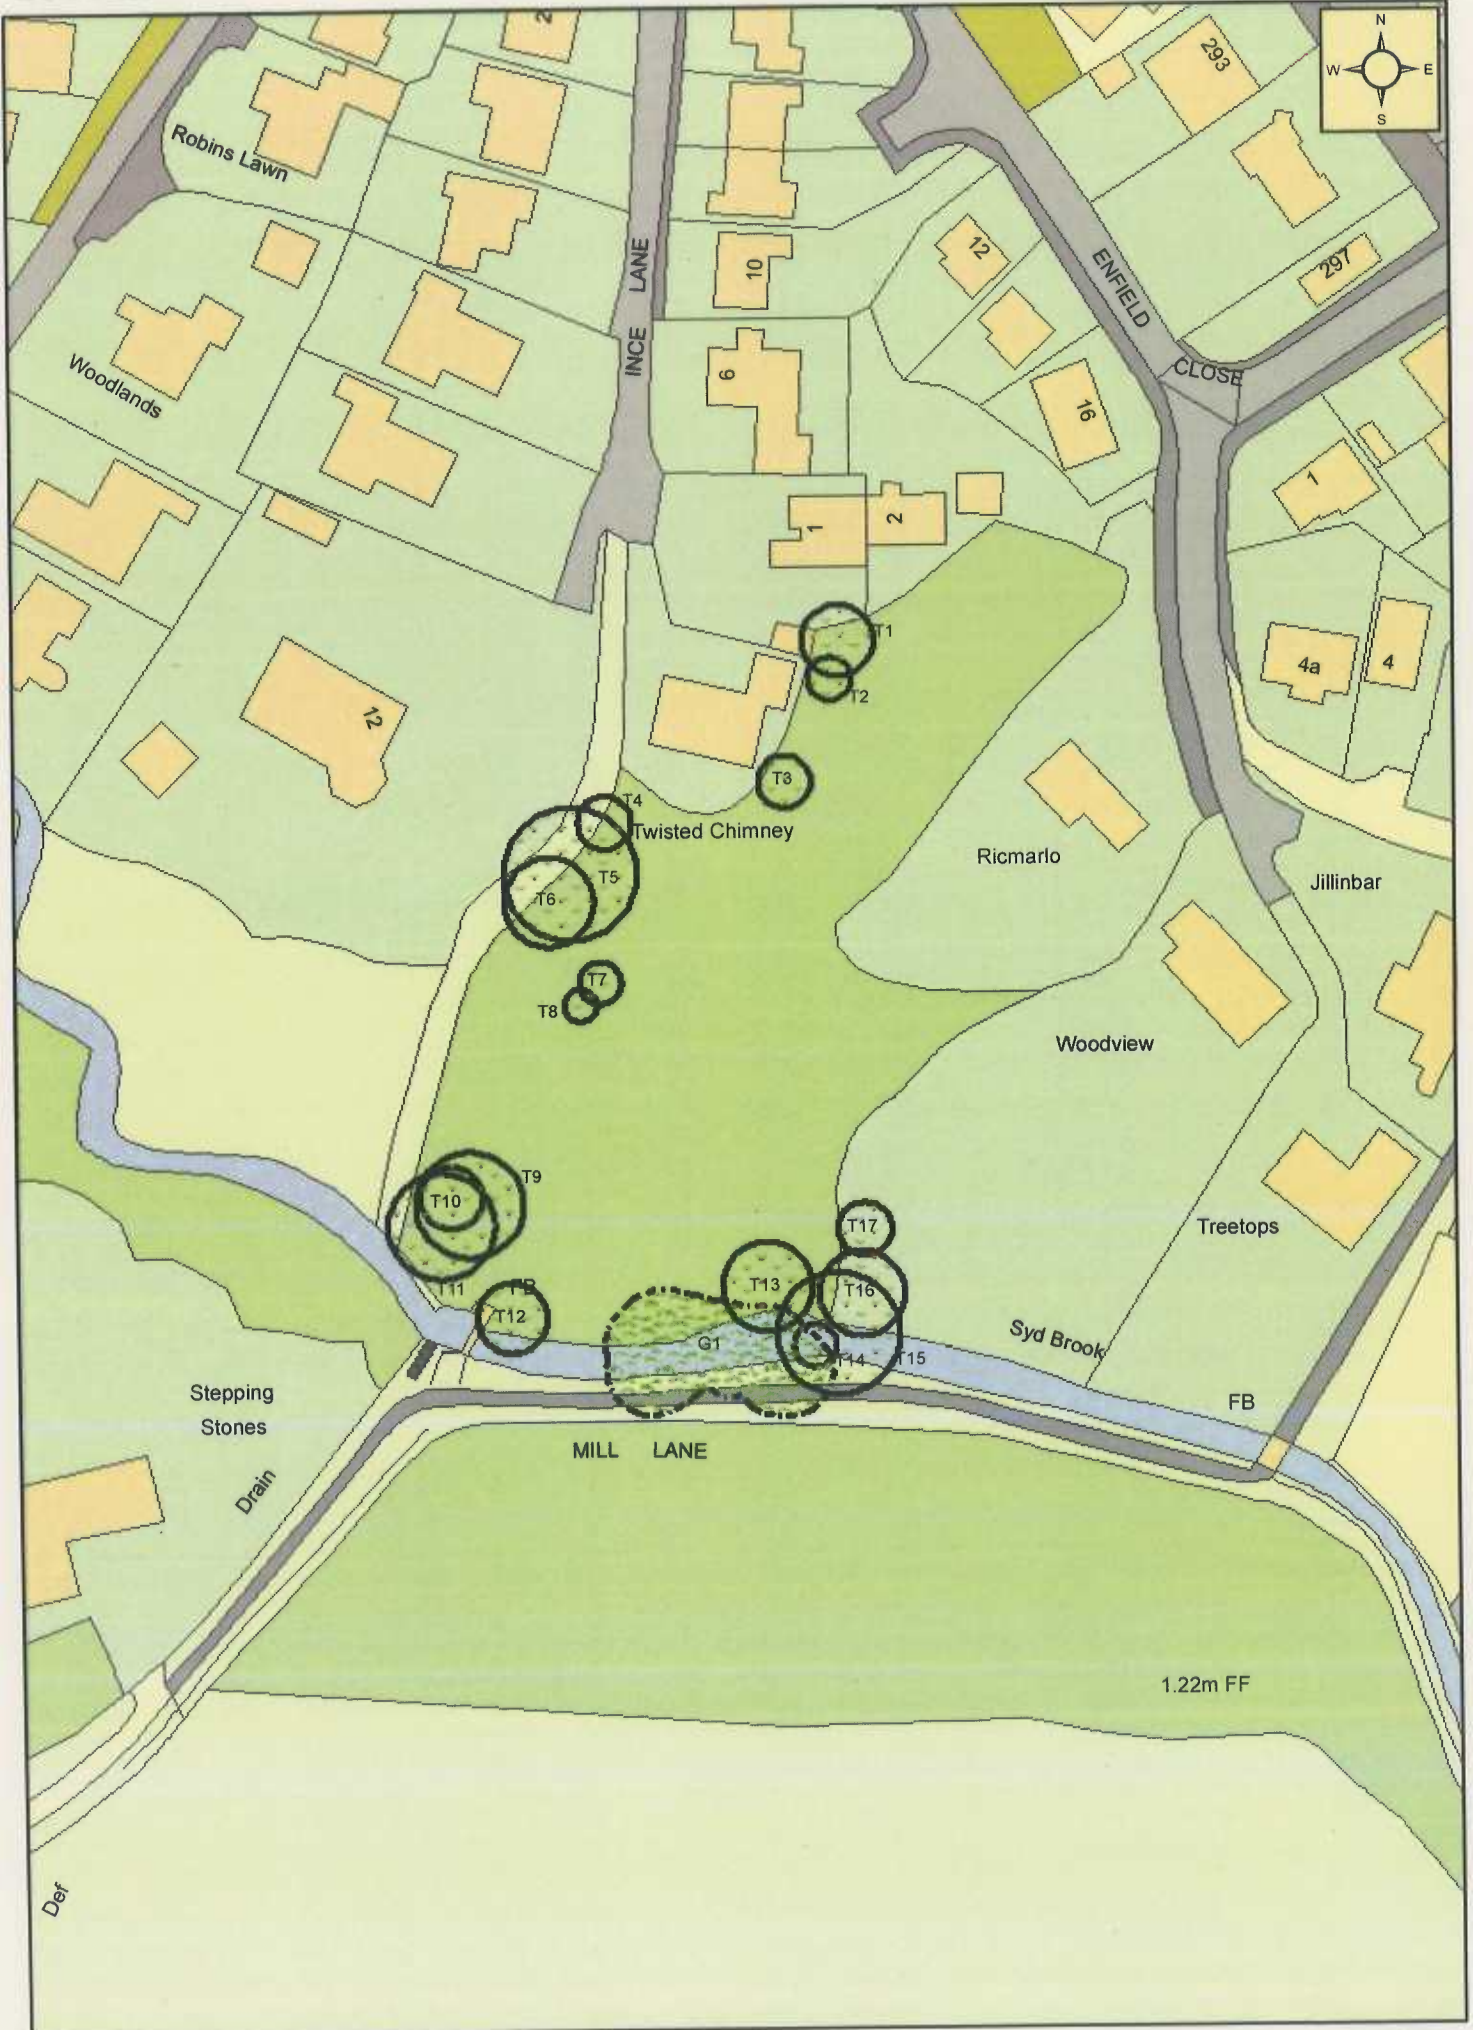 N
W E
S
2
293
Robins Lawn
LANE
10
12
ENFIELD
297
INCE
6
CLOSE
Woodlands
16
1
1
2
T1
4a
4
T2
12
T3
T4
Twisted Chimney
Ricmarlo
T5
Jillinbar
T6
T7
T8
Woodview
T9
T10
T17
Treetops
T11
FB
T13
T16
T12
Syd Brook
G1
T14
T15
Stepping
Stones
FB
MILL LANE
Drain
1.22m FF
Def